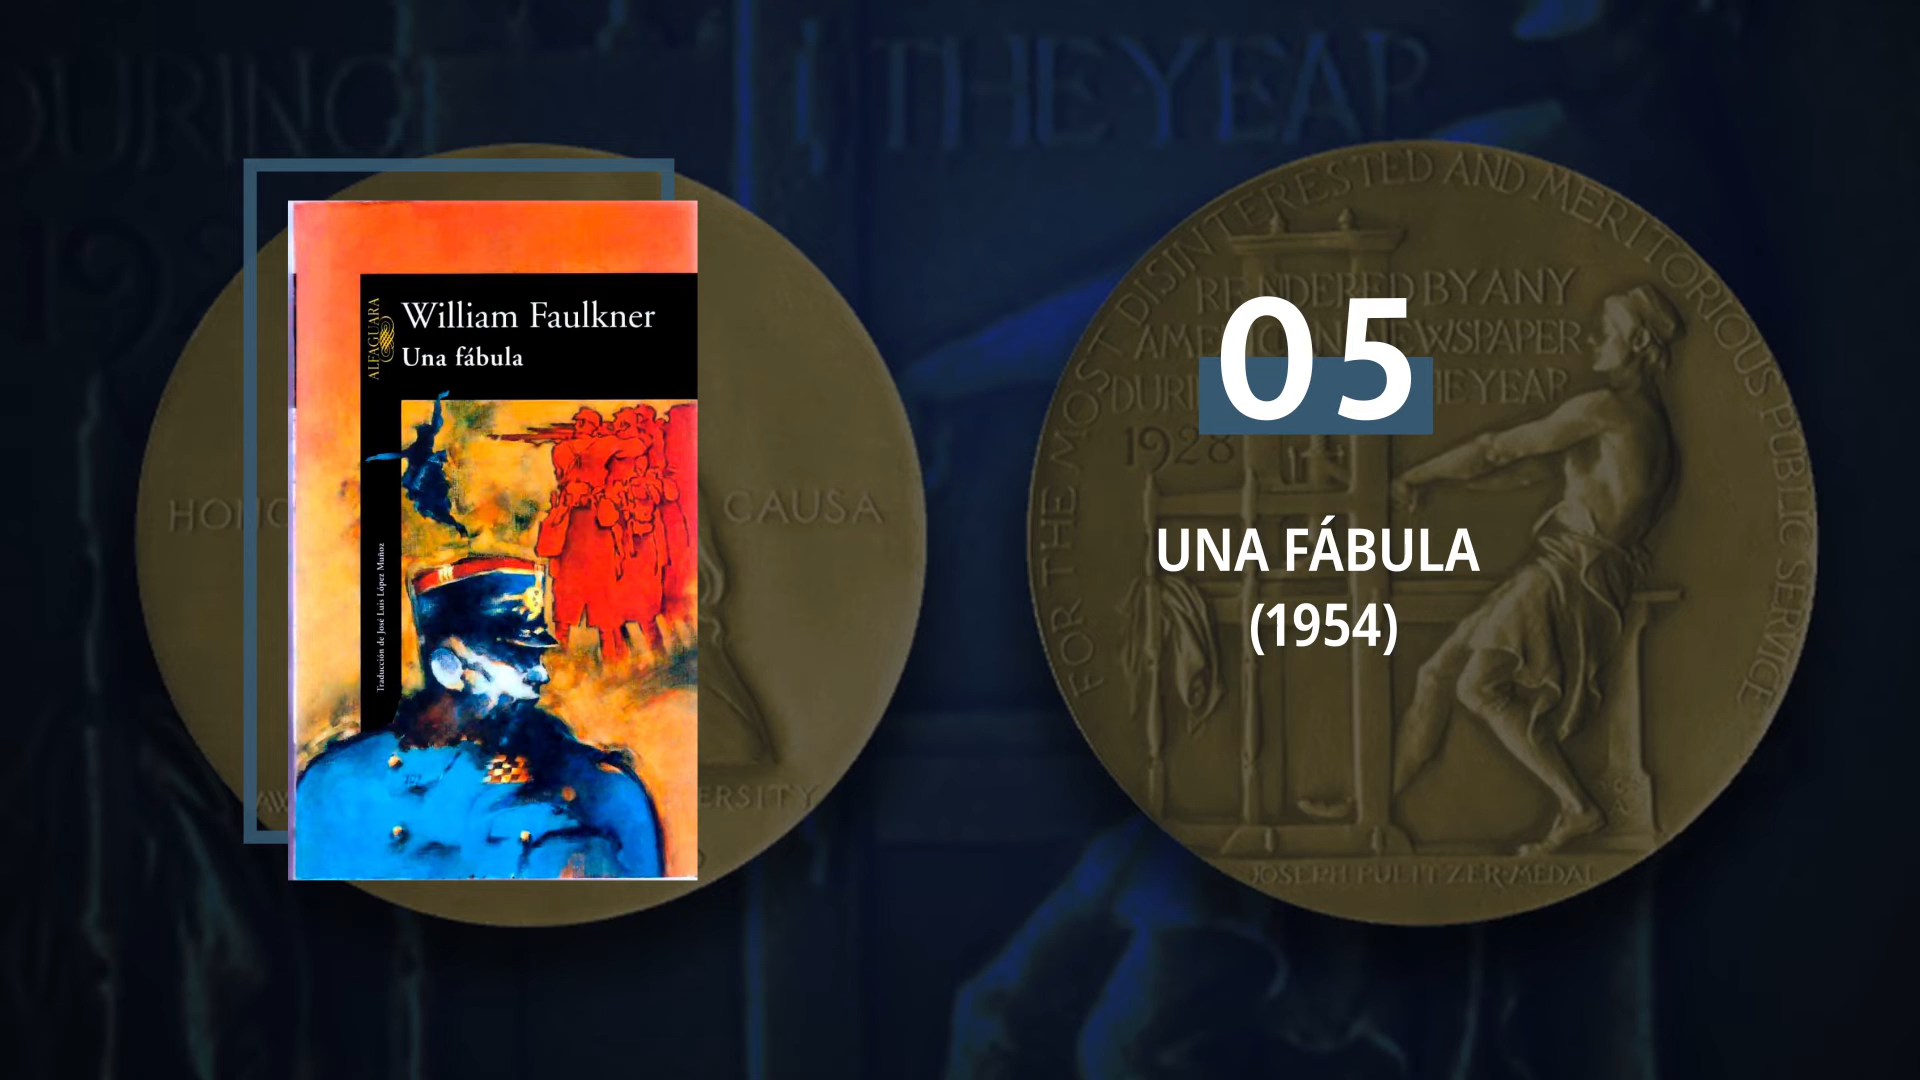 DURING
THE YEAR
William Faulkner
Una fábula
ALFAGUARA
Traducción de José Luis López Muñoz
CAUSA
ERSITY
FOR THE MOST DISINTERESTED AND MERITORIOUS PUBLIC SERVICE
RENDERED BY ANY
AMERICAN NEWSPAPER
DURING THE YEAR
1928
JOSEPH PULITZER MEDAL
05
UNA FÁBULA
(1954)